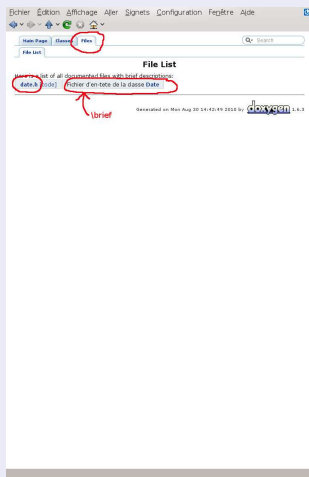 Fichier Édition Affichage Aller Signets Configuration Fenêtre Aide
Main Page Classes Files
Search
File List
File List
Here is a list of all documented files with brief descriptions:
date.h [code] Fichier d'en-tete de la classe Date
\brief
Generated on Mon Aug 30 14:42:49 2010 by doxygen 1.6.3